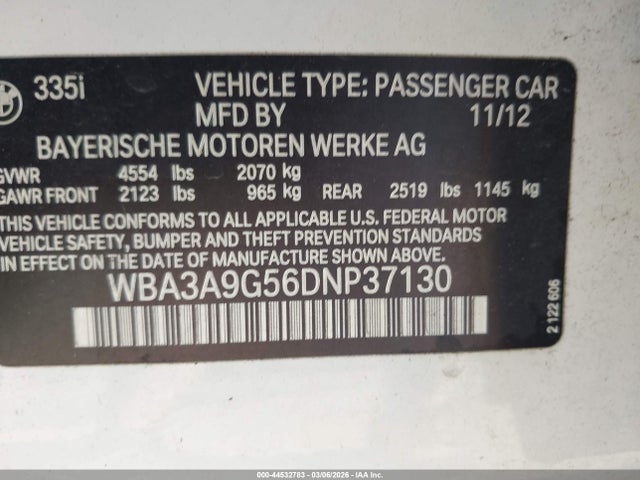 335i VEHICLE TYPE: PASSENGER CAR
MFD BY 11/12
BAYERISCHE MOTOREN WERKE AG
GVWR 4554 lbs 2070 kg
GAWR FRONT 2123 lbs 965 kg REAR 2519 lbs 1145 kg
THIS VEHICLE CONFORMS TO ALL APPLICABLE U.S. FEDERAL MOTOR
VEHICLE SAFETY, BUMPER AND THEFT PREVENTION STANDARDS
IN EFFECT ON THE DATE OF MANUFACTURE SHOWN ABOVE.
WBA3A9G56DNP37130
2 122 606
000-44532783 - 03/06/2026 - IAAI.COM